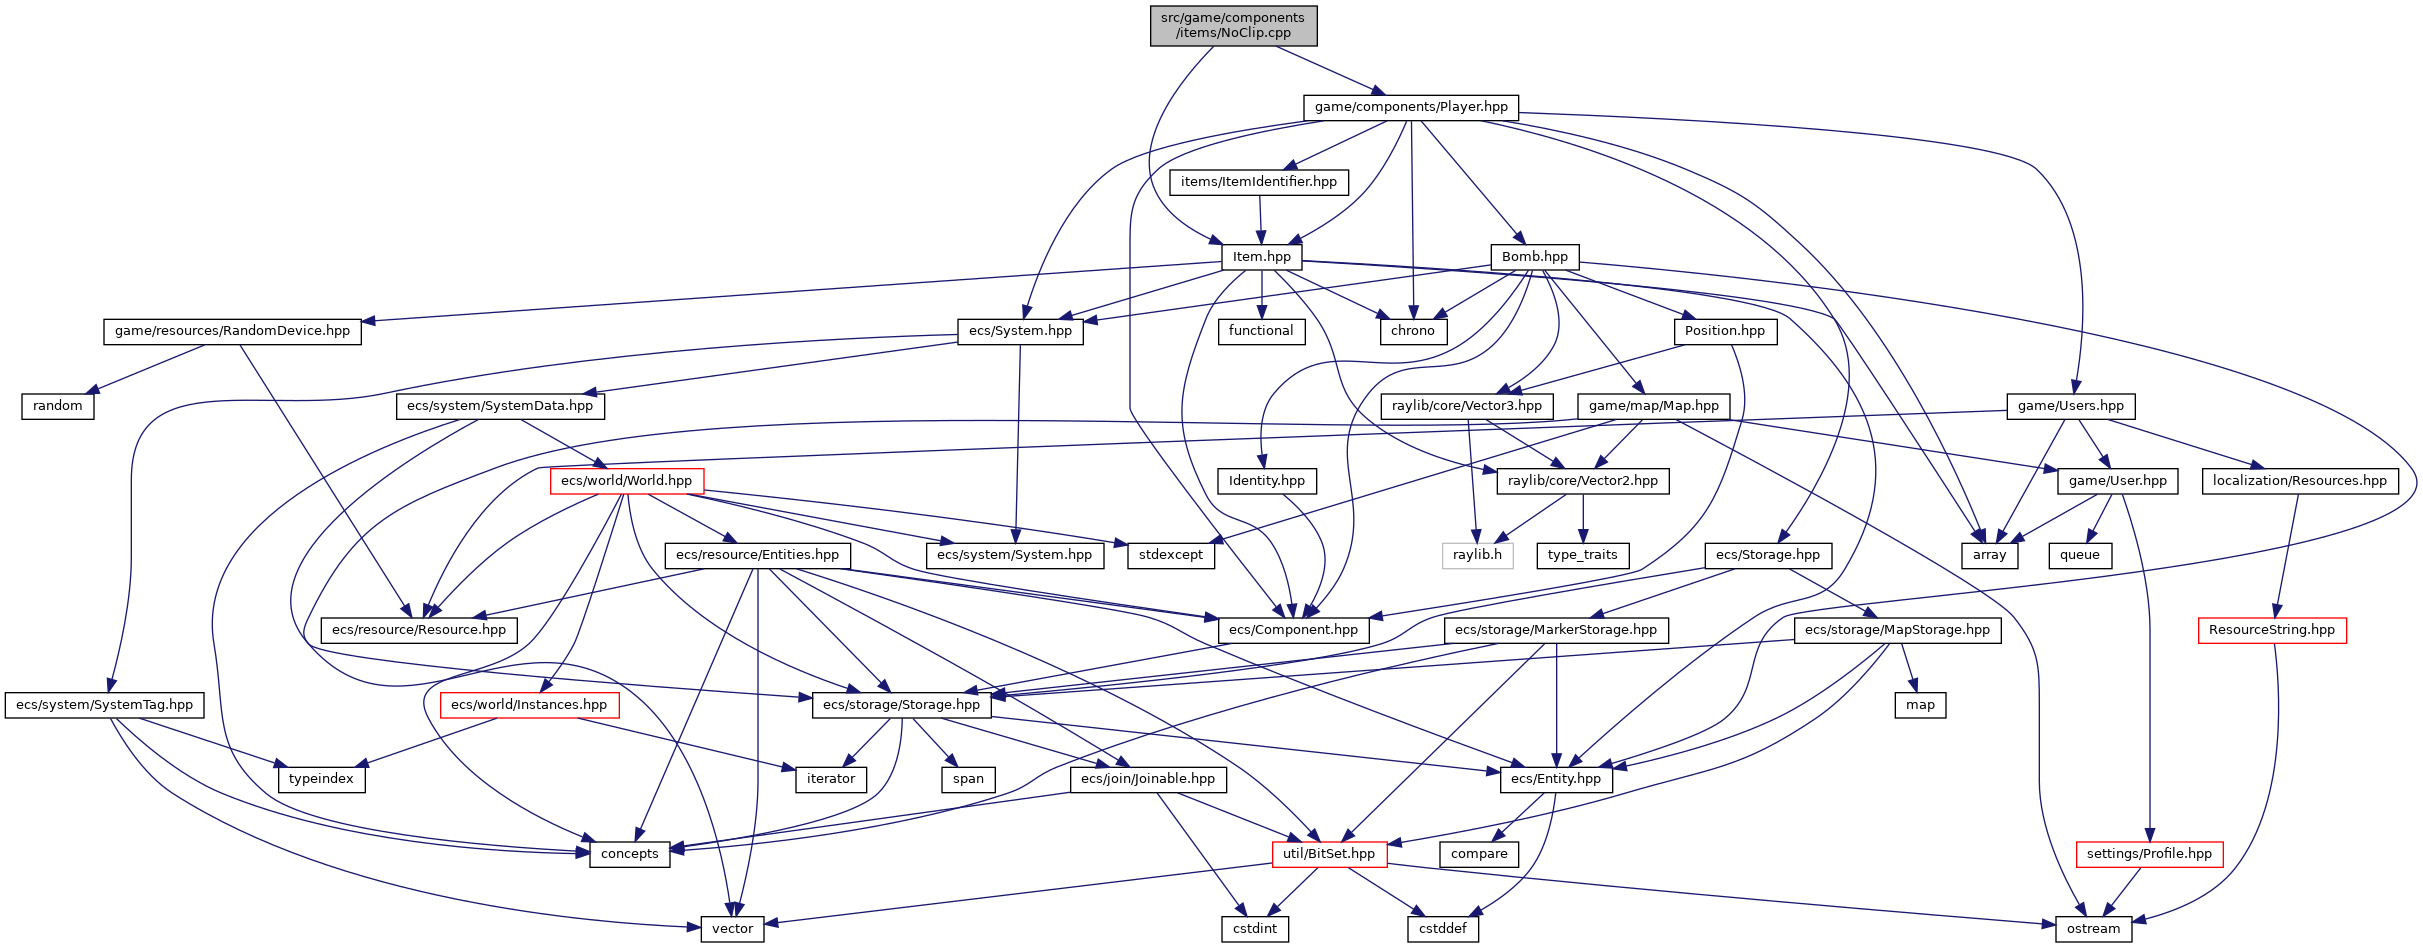 src/game/components
/items/NoClip.cpp
game/components/Player.hpp
items/ItemIdentifier.hpp
Item.hpp
Bomb.hpp
game/resources/RandomDevice.hpp
ecs/System.hpp
functional
chrono
Position.hpp
random
ecs/system/SystemData.hpp
raylib/core/Vector3.hpp
game/map/Map.hpp
game/Users.hpp
ecs/world/World.hpp
Identity.hpp
raylib/core/Vector2.hpp
game/User.hpp
localization/Resources.hpp
ecs/resource/Entities.hpp
ecs/system/System.hpp
stdexcept
raylib.h
type_traits
ecs/Storage.hpp
array
queue
ecs/resource/Resource.hpp
ecs/Component.hpp
ecs/storage/MarkerStorage.hpp
ecs/storage/MapStorage.hpp
ResourceString.hpp
ecs/system/SystemTag.hpp
ecs/world/Instances.hpp
ecs/storage/Storage.hpp
map
typeindex
iterator
span
ecs/join/Joinable.hpp
ecs/Entity.hpp
concepts
util/BitSet.hpp
compare
settings/Profile.hpp
vector
cstdint
cstddef
ostream